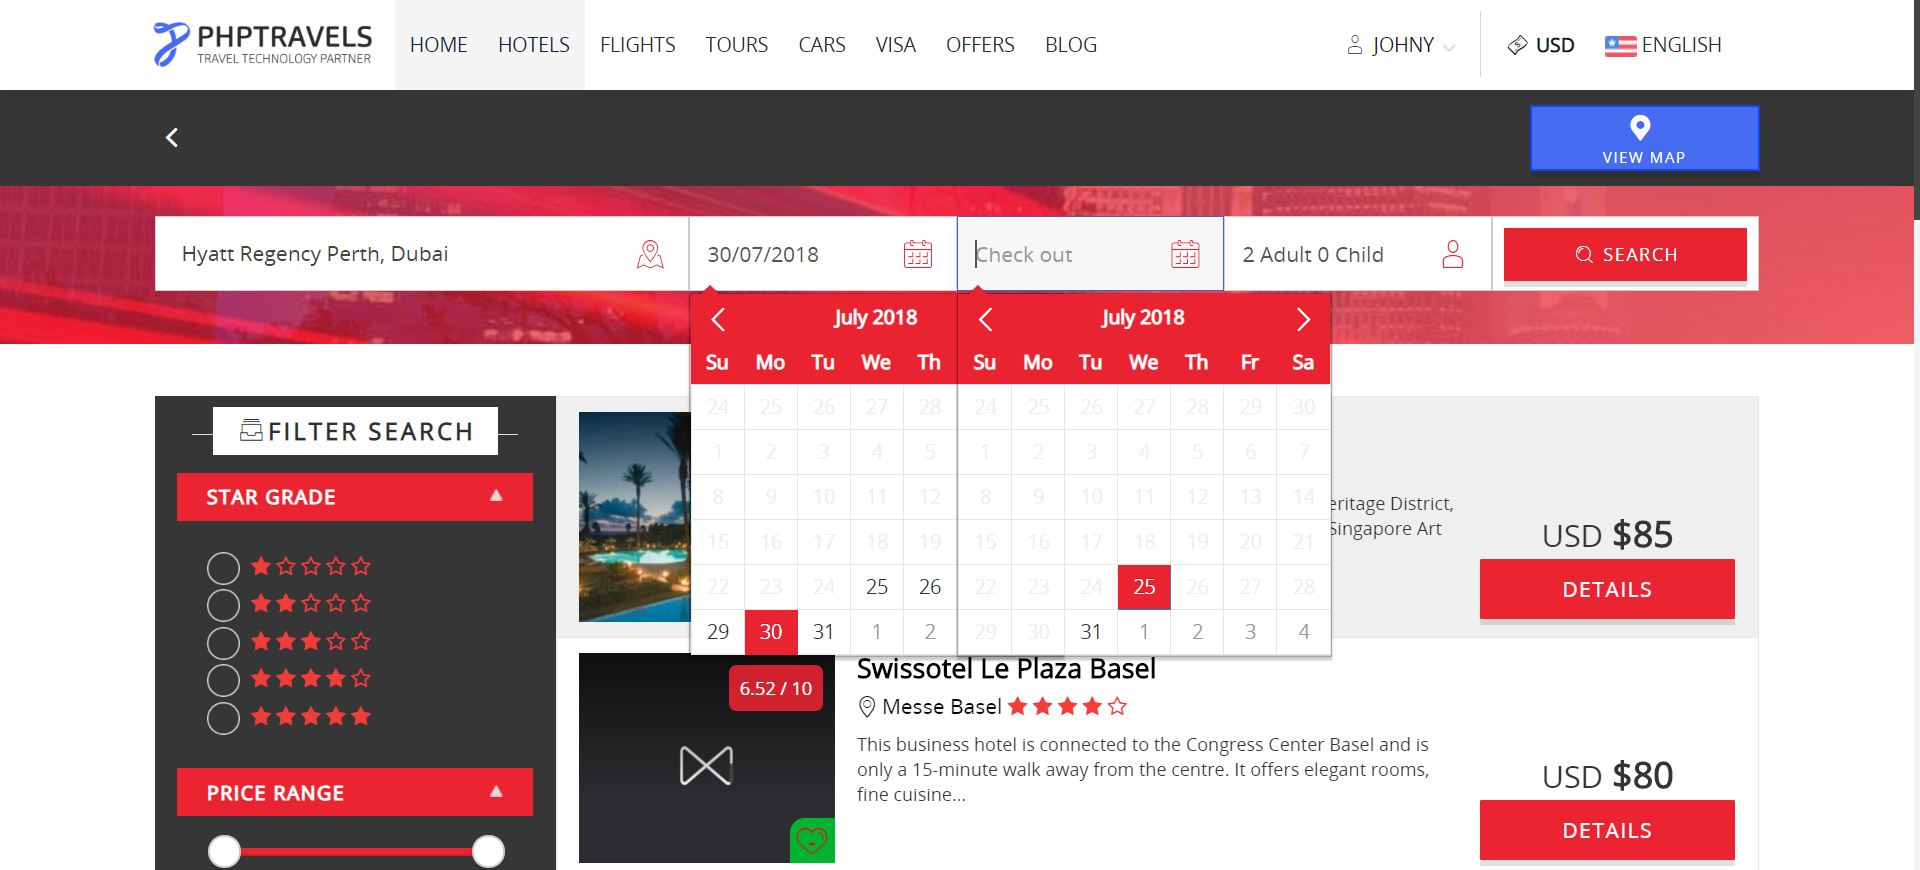 PHPTRAVELS
TRAVEL TECHNOLOGY PARTNER
HOME HOTELS FLIGHTS TOURS CARS VISA OFFERS BLOG
JOHNY USD ENGLISH
VIEW MAP
Hyatt Regency Perth, Dubai
30/07/2018
Check out
2 Adult 0 Child
SEARCH
July 2018
Su Mo Tu We Th
24 25 26 27 28
1 2 3 4 5
8 9 10 11 12
15 16 17 18 19
22 23 24 25 26
29 30 31 1 2
July 2018
Su Mo Tu We Th Fr Sa
24 25 26 27 28 29 30
1 2 3 4 5 6 7
8 9 10 11 12 13 14
15 16 17 18 19 20 21
22 23 24 25 26 27 28
29 30 31 1 2 3 4
FILTER SEARCH
STAR GRADE
PRICE RANGE
eritage District,
Singapore Art
USD $85
DETAILS
6.52 / 10
Swissotel Le Plaza Basel
Messe Basel
This business hotel is connected to the Congress Center Basel and is
only a 15-minute walk away from the centre. It offers elegant rooms,
fine cuisine...
USD $80
DETAILS